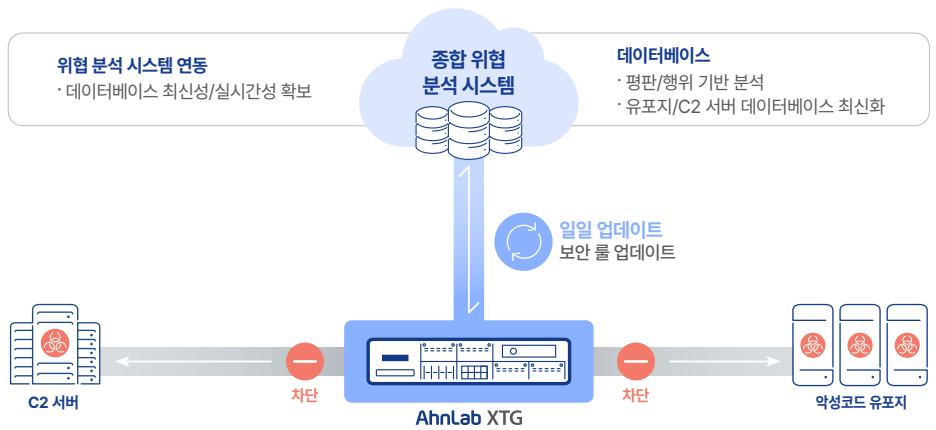 위협 분석 시스템 연동
· 데이터베이스 최신성/실시간성 확보
종합 위협
분석 시스템
데이터베이스
· 평판/행위 기반 분석
· 유포지/C2 서버 데이터베이스 최신화
일일 업데이트
보안 룰 업데이트
C2 서버
차단
AhnLab XTG
차단
악성코드 유포지